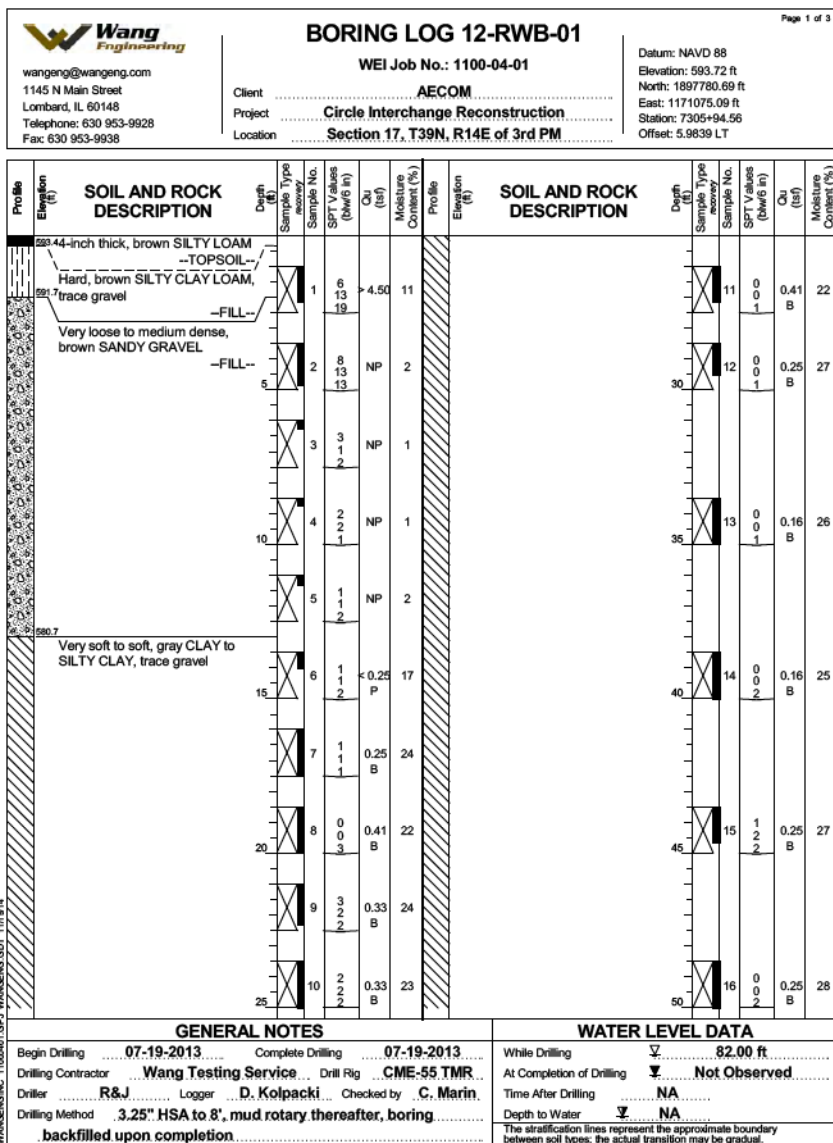 Page 1 of 3
Wang
Engineering
wangeng@wangeng.com
1145 N Main Street
Lombard, IL 60148
Telephone: 630 953-9928
Fax: 630 953-9938
BORING LOG 12-RWB-01
WEI Job No.: 1100-04-01
Client AECOM
Project Circle Interchange Reconstruction
Location Section 17, T39N, R14E of 3rd PM
Datum: NAVD 88
Elevation: 593.72 ft
North: 1897780.69 ft
East: 1171075.09 ft
Station: 7305+94.56
Offset: 5.9839 LT
Profile Elevation (ft) SOIL AND ROCK DESCRIPTION Depth (ft) Sample Type recovery Sample No. SPT Values (blw/6 in) Qu (tsf) Moisture Content (%)
593.4 4-inch thick, brown SILTY LOAM
--TOPSOIL--
Hard, brown SILTY CLAY LOAM,
591.7 trace gravel
--FILL--
1 6 13 19 > 4.50 11
Very loose to medium dense,
brown SANDY GRAVEL
--FILL--
2 8 13 13 NP 2
5
3 3 1 2 NP 1
4 2 2 1 NP 1
10
5 1 1 2 NP 2
580.7
Very soft to soft, gray CLAY to
SILTY CLAY, trace gravel
6 1 1 2 < 0.25 P 17
15
7 1 1 1 0.25 B 24
8 0 0 3 0.41 B 22
20
9 3 2 2 0.33 B 24
10 2 2 2 0.33 B 23
25
Profile Elevation (ft) SOIL AND ROCK DESCRIPTION Depth (ft) Sample Type recovery Sample No. SPT Values (blw/6 in) Qu (tsf) Moisture Content (%)
11 0 0 1 0.41 B 22
12 0 0 1 0.25 B 27
30
13 0 0 1 0.16 B 26
35
14 0 0 2 0.16 B 25
40
15 1 2 2 0.25 B 27
45
16 0 0 2 0.25 B 28
50
GENERAL NOTES
Begin Drilling 07-19-2013 Complete Drilling 07-19-2013
Drilling Contractor Wang Testing Service Drill Rig CME-55 TMR
Driller R&J Logger D. Kolpacki Checked by C. Marin
Drilling Method 3.25" HSA to 8', mud rotary thereafter, boring
backfilled upon completion
WATER LEVEL DATA
While Drilling 82.00 ft
At Completion of Drilling Not Observed
Time After Drilling NA
Depth to Water NA
The stratification lines represent the approximate boundary
between soil types; the actual transition may be gradual.